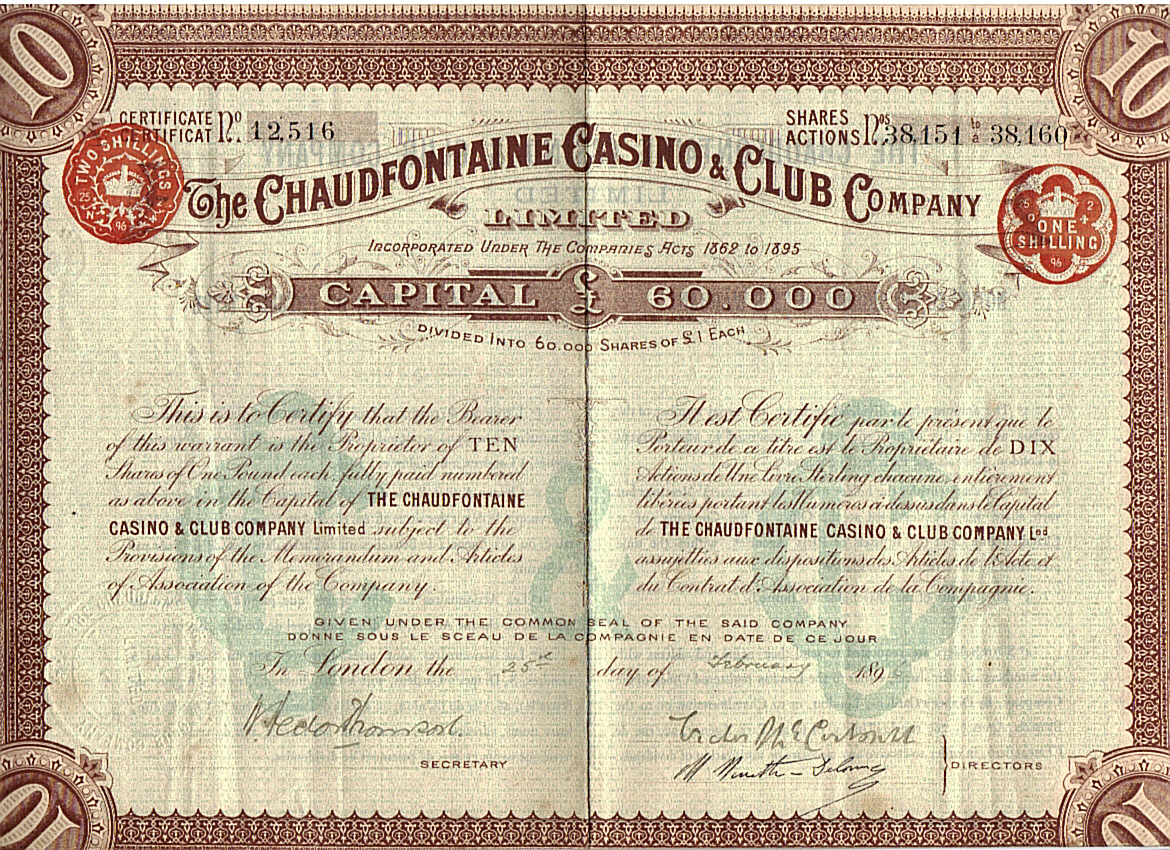 10
10
CERTIFICATE
CERTIFICAT No. 12,516
SHARES
ACTIONS Nos. 38,151 to/a 38,160
TWO SHILLINGS
25
96
ONE
SHILLING
25 2
96
The CHAUDFONTAINE CASINO & CLUB COMPANY
LIMITED
INCORPORATED UNDER THE COMPANIES ACTS 1862 to 1895
CAPITAL £ 60.000
DIVIDED INTO 60.000 SHARES OF £1 EACH
This is to Certify that the Bearer
of this warrant is the Proprietor of TEN
Shares of One Pound each, fully paid numbered
as above in the Capital of THE CHAUDFONTAINE
CASINO & CLUB COMPANY Limited subject to the
Provisions of the Memorandum and Articles
of Association of the Company.
Il est Certifié par le présent que le
Porteur de ce titre est le Propriétaire de DIX
Actions de Une Livre Sterling chacune, entièrement
libérées portant les Numéros ci-dessus dans le Capital
de THE CHAUDFONTAINE CASINO & CLUB COMPANY Led
assujetties aux dispositions des Articles de l'Acte et
du Contrat d'Association de la Compagnie.
GIVEN UNDER THE COMMON SEAL OF THE SAID COMPANY
DONNE SOUS LE SCEAU DE LA COMPAGNIE EN DATE DE CE JOUR
In London the 25th day of February 1896
SECRETARY
DIRECTORS
10
10